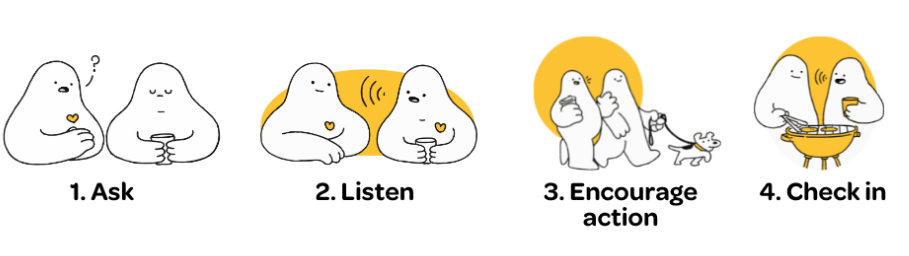 ?
1. Ask
2. Listen
3. Encourage
action
4. Check in